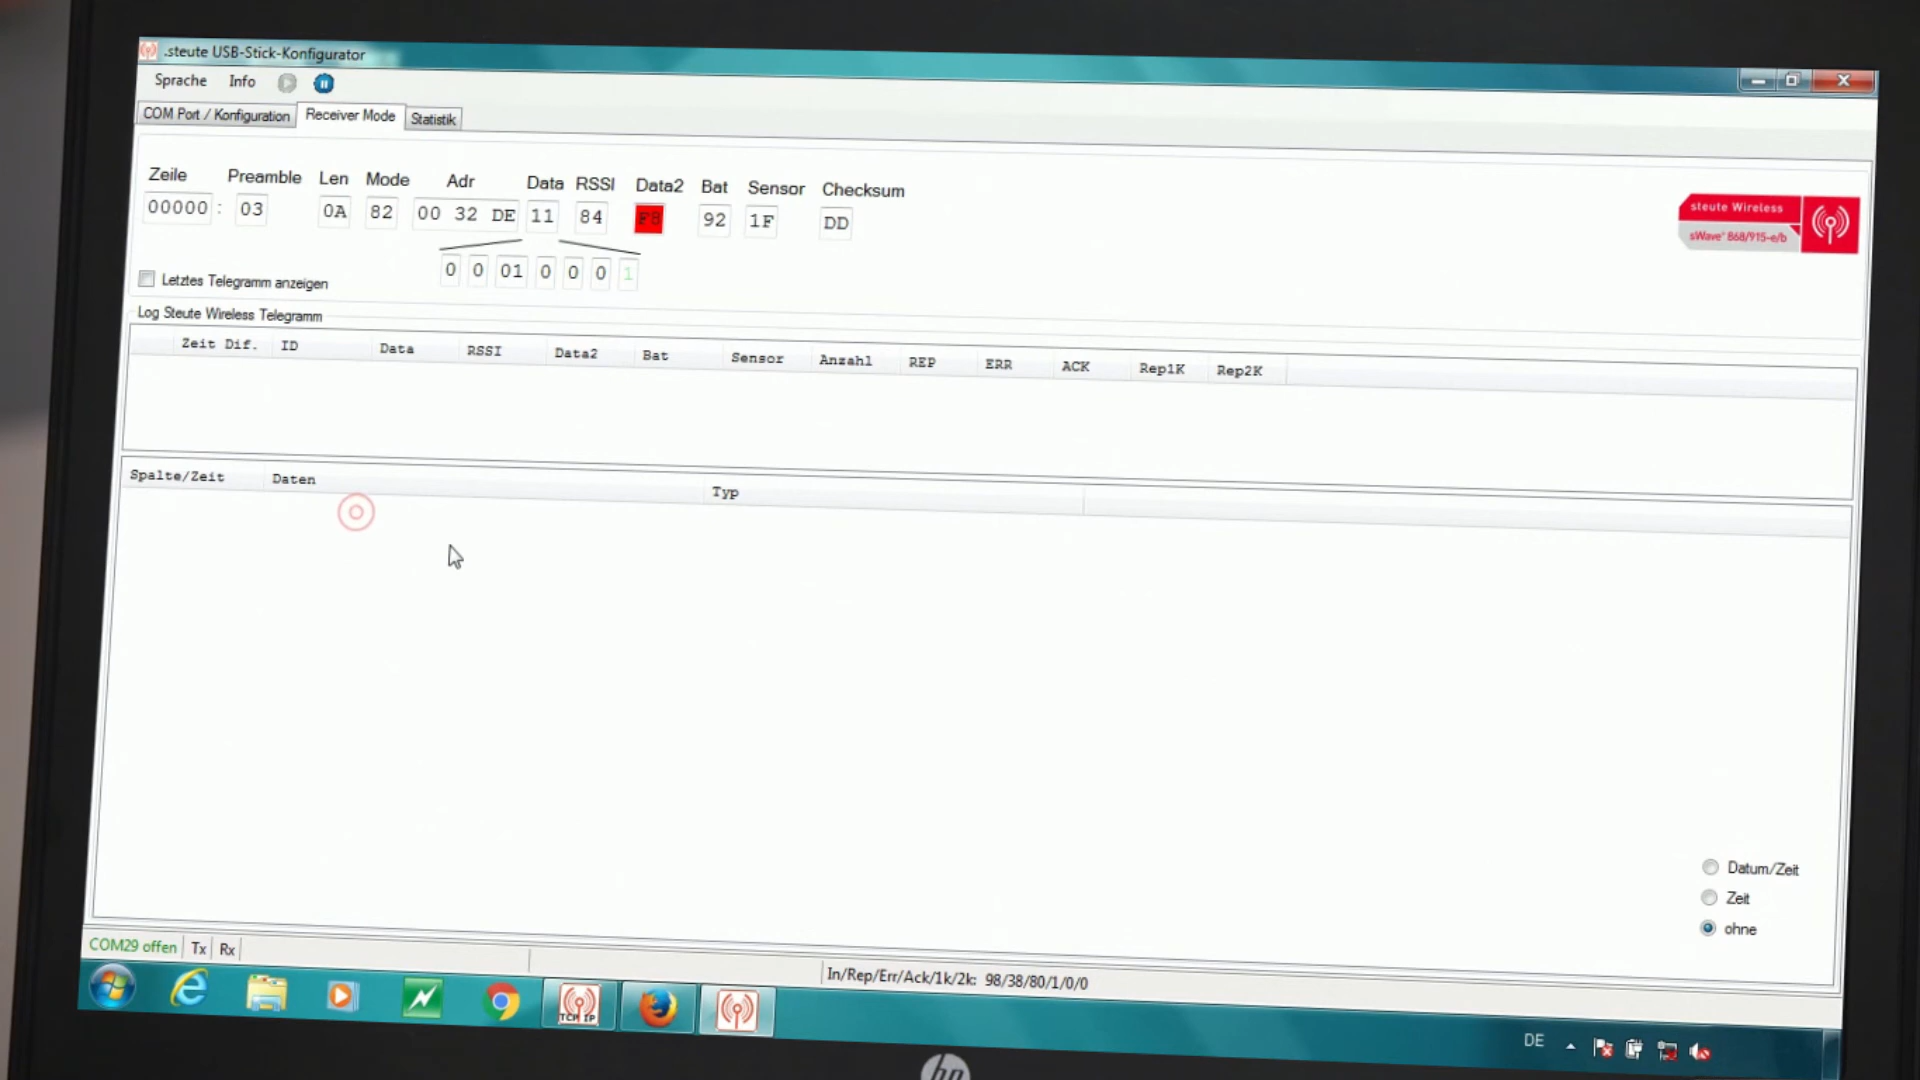 .steute USB-Stick-Konfigurator
Sprache Info
COM Port / Konfiguration Receiver Mode Statistik
Zeile Preamble Len Mode Adr Data RSSI Data2 Bat Sensor Checksum
00000 : 03 0A 82 00 32 DE 11 84 F8 92 1F DD
0 0 01 0 0 0 1
steute Wireless
sWave® 868/915-e/b
Letztes Telegramm anzeigen
Log Steute Wireless Telegramm
Zeit Dif. ID Data RSSI Data2 Bat Sensor Anzahl REP ERR ACK Rep1K Rep2K
Spalte/Zeit Daten Typ
Datum/Zeit
Zeit
ohne
COM29 offen Tx Rx
In/Rep/Err/Ack/1k/2k: 98/38/80/1/0/0
TCP IP
DE
hp